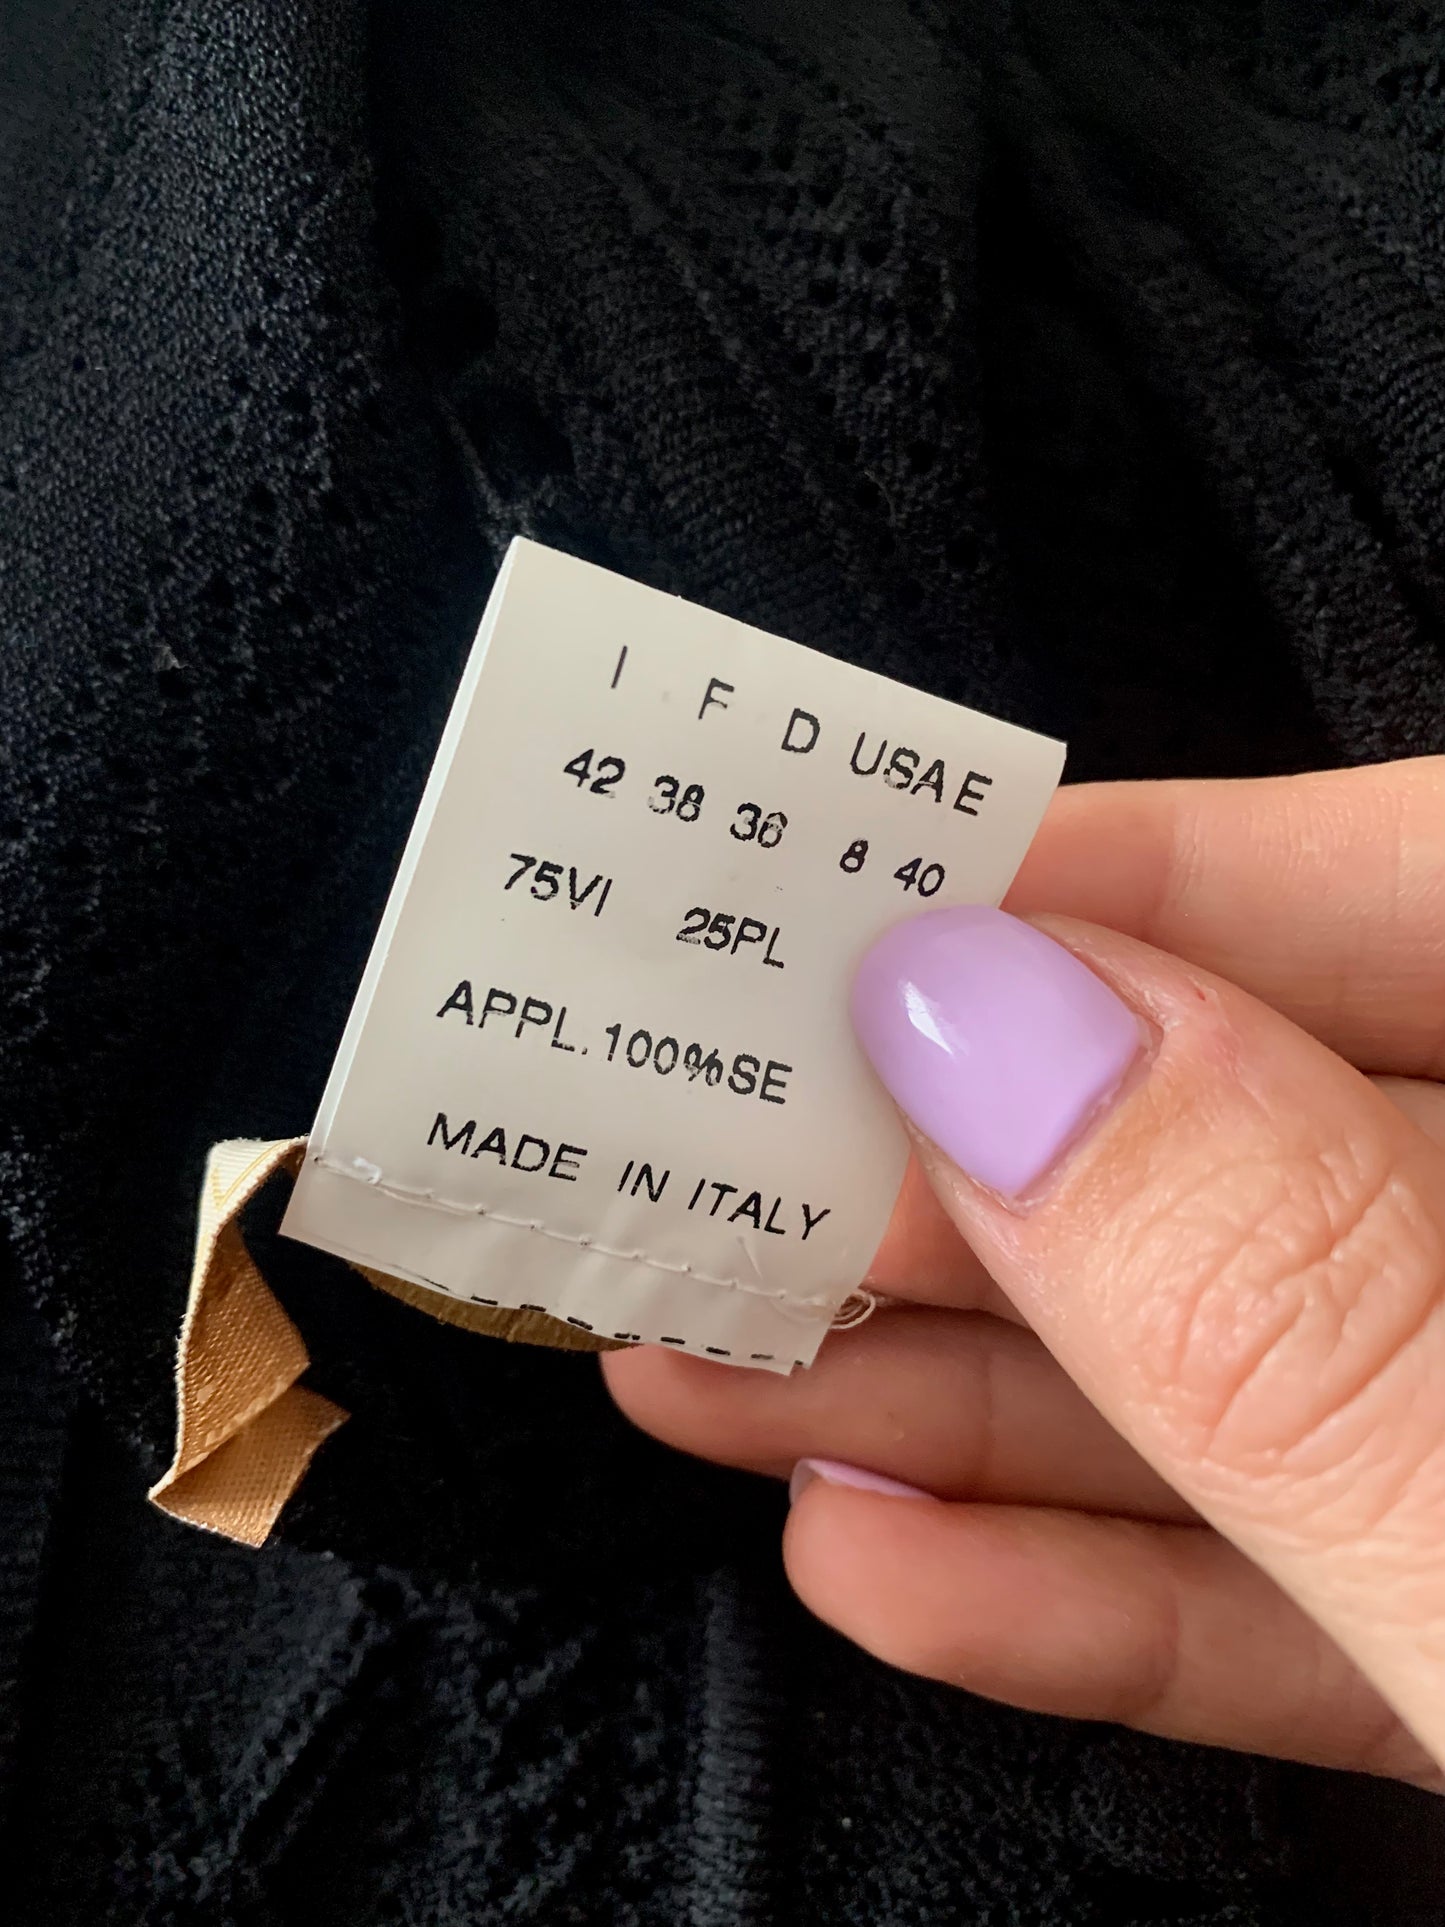 I F D USA E
42 38 36 8 40
75VI 25PL
APPL.100%SE
MADE IN ITALY